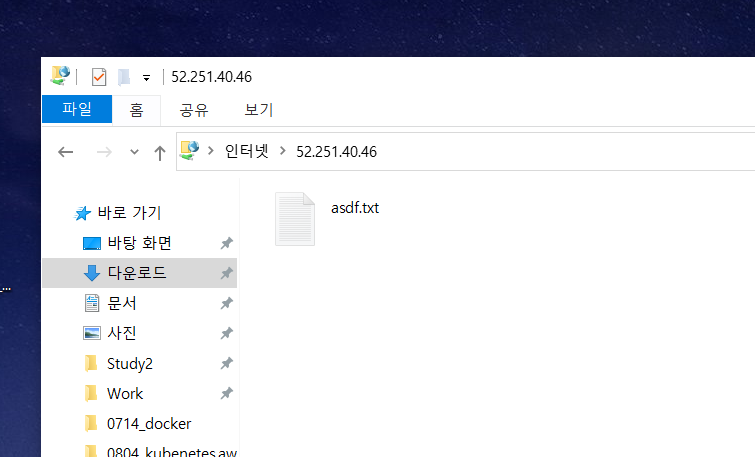 52.251.40.46
파일 홈 공유 보기
인터넷 52.251.40.46
asdf.txt
바로 가기
바탕 화면
다운로드
문서
사진
Study2
Work
0714_docker
0804_kubenetes.aw
...